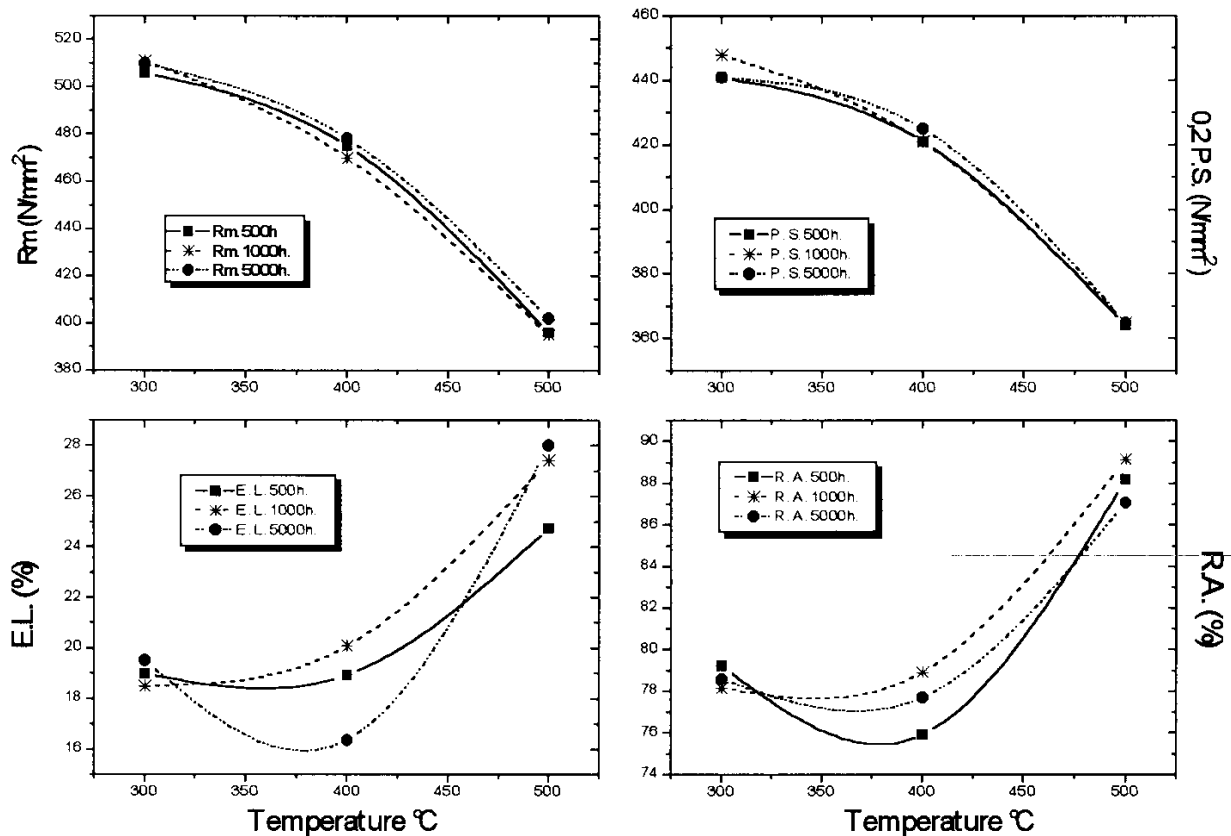 520
500
480
460
440
420
400
380
Rm (N/mm²)
Rm. 500h
Rm. 1000h.
Rm. 5000h.
300 350 400 450 500
460
440
420
400
380
360
0,2 P.S. (N/mm²)
P. S. 500h.
P. S. 1000h.
P. S. 5000h.
300 350 400 450 500
28
26
24
22
20
18
16
E.L. (%)
E. L. 500h.
E. L. 1000h.
E. L. 5000h.
300 350 400 450 500
Temperature ºC
90
88
86
84
82
80
78
76
74
R.A. (%)
R. A. 500h.
R. A. 1000h.
R. A. 5000h.
300 350 400 450 500
Temperature ºC